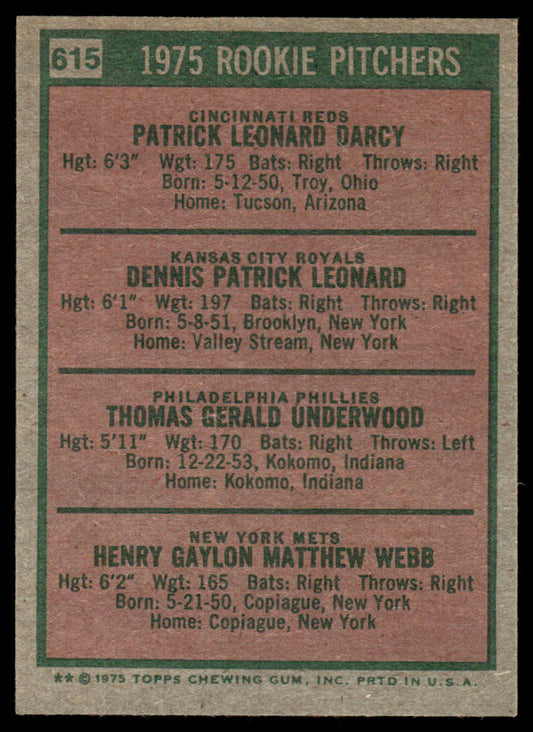 615 1975 ROOKIE PITCHERS
CINCINNATI REDS
PATRICK LEONARD DARCY
Hgt: 6'3" Wgt: 175 Bats: Right Throws: Right
Born: 5-12-50, Troy, Ohio
Home: Tucson, Arizona
KANSAS CITY ROYALS
DENNIS PATRICK LEONARD
Hgt: 6'1" Wgt: 197 Bats: Right Throws: Right
Born: 5-8-51, Brooklyn, New York
Home: Valley Stream, New York
PHILADELPHIA PHILLIES
THOMAS GERALD UNDERWOOD
Hgt: 5'11" Wgt: 170 Bats: Right Throws: Left
Born: 12-22-53, Kokomo, Indiana
Home: Kokomo, Indiana
NEW YORK METS
HENRY GAYLON MATTHEW WEBB
Hgt: 6'2" Wgt: 165 Bats: Right Throws: Right
Born: 5-21-50, Copiague, New York
Home: Copiague, New York
** © 1975 TOPPS CHEWING GUM, INC. PRTD IN U.S.A.